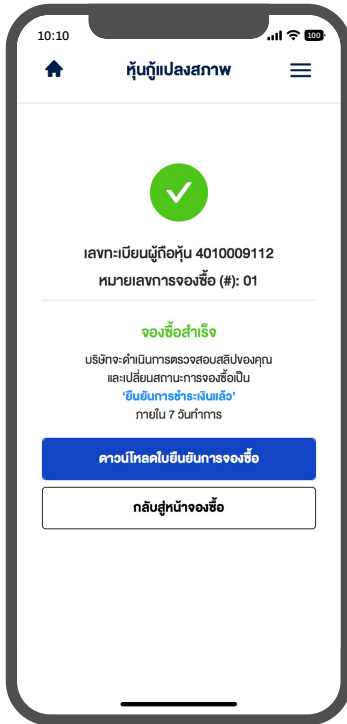 10:10
100
หุ้นกู้แปลงสภาพ
เลขทะเบียนผู้ถือหุ้น 4010009112
หมายเลขการจองซื้อ (#): 01
จองซื้อสำเร็จ
บริษัทจะดำเนินการตรวจสอบสลิปของคุณ
และเปลี่ยนสถานะการจองซื้อเป็น
'ยืนยันการชำระเงินแล้ว'
ภายใน 7 วันทำการ
ดาวน์โหลดใบยืนยันการจองซื้อ
กลับสู่หน้าจองซื้อ